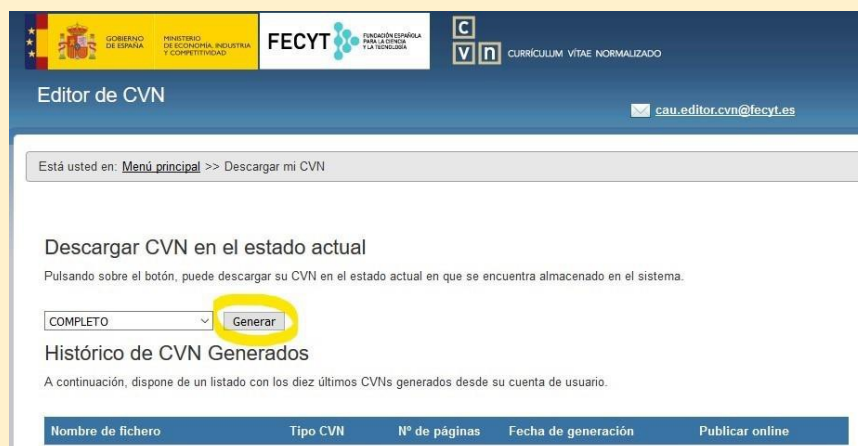 GOBIERNO
DE ESPAÑA
MINISTERIO
DE ECONOMÍA, INDUSTRIA
Y COMPETITIVIDAD
FECYT
FUNDACIÓN ESPAÑOLA
PARA LA CIENCIA
Y LA TECNOLOGÍA
C
v n CURRÍCULUM VÍTAE NORMALIZADO
Editor de CVN
cau.editor.cvn@fecyt.es
Está usted en: Menú principal >> Descargar mi CVN
Descargar CVN en el estado actual
Pulsando sobre el botón, puede descargar su CVN en el estado actual en que se encuentra almacenado en el sistema.
COMPLETO Generar
Histórico de CVN Generados
A continuación, dispone de un listado con los diez últimos CVNs generados desde su cuenta de usuario.
Nombre de fichero Tipo CVN Nº de páginas Fecha de generación Publicar online